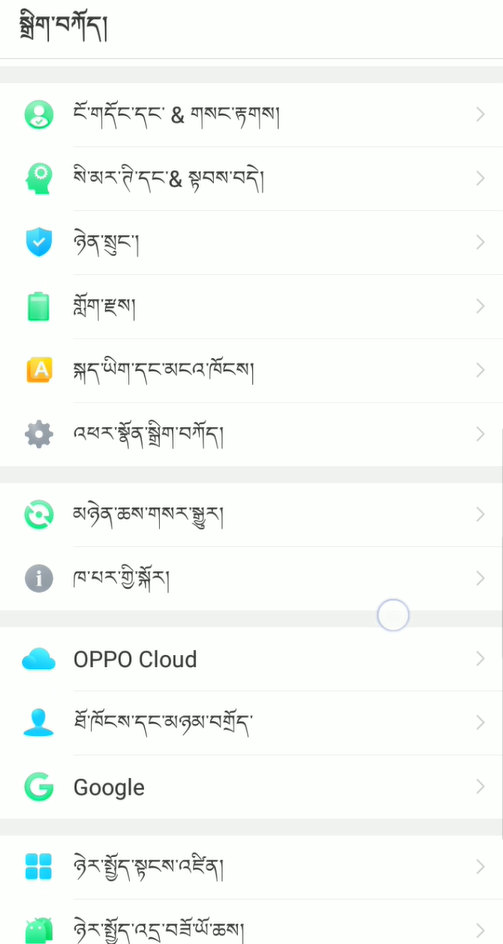 སྒྲིག་བཀོད།
ངོ་གདོང་དང་ & གསང་རྟགས།
སི་མར་ཊི་དང་& སྟབས་བདེ།
ཉེན་སྲུང་།
གློག་རྫས།
སྐད་ཡིག་དང་མངའ་ཁོངས།
འཕར་སྣོན་སྒྲིག་བཀོད།
མཉེན་ཆས་གསར་སྒྱུར།
ཁ་པར་གྱི་སྐོར།
OPPO Cloud
ཐོ་ཁོངས་དང་མཉམ་བགྲོད་
Google
ཉེར་སྤྱོད་སྟངས་འཛིན།
ཉེར་སྤྱོད་འདྲ་བཟོ་ཡོ་ཆས།